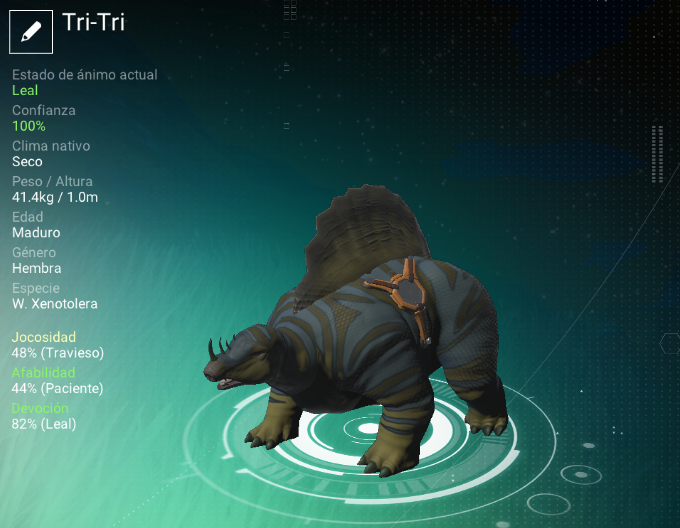 Tri-Tri
Estado de ánimo actual
Leal
Confianza
100%
Clima nativo
Seco
Peso / Altura
41.4kg / 1.0m
Edad
Maduro
Género
Hembra
Especie
W. Xenotolera
Jocosidad
48% (Travieso)
Afabilidad
44% (Paciente)
Devoción
82% (Leal)